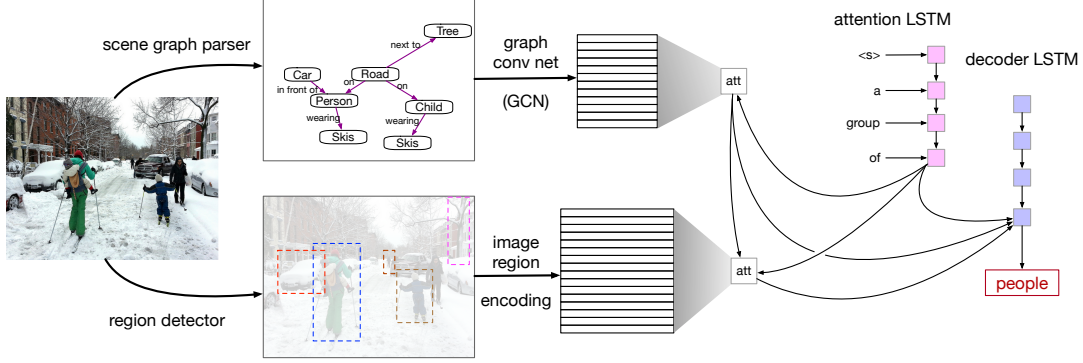 scene graph parser
region detector
Tree
next to
Car
Road
in front of
on
on
Person
Child
wearing
wearing
Skis
Skis
graph
conv net
(GCN)
image
region
encoding
att
att
attention LSTM
<s>
a
group
of
decoder LSTM
people